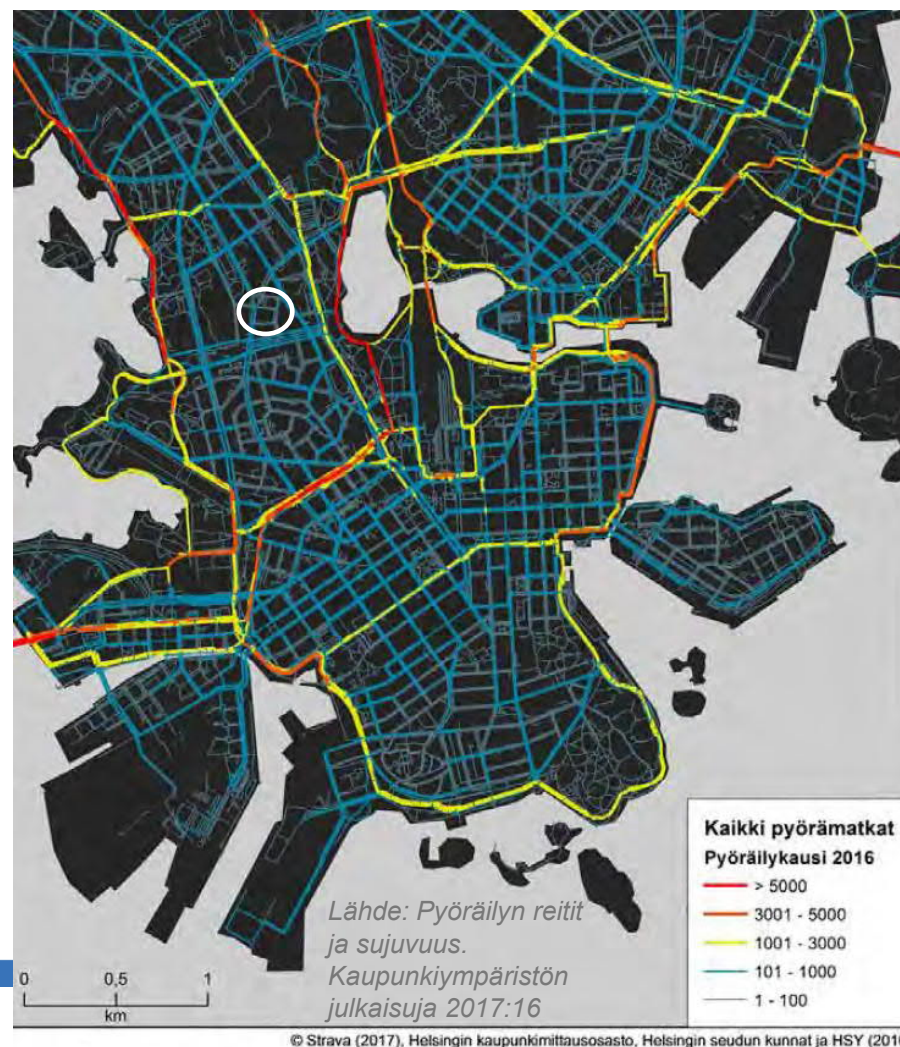 Kaikki pyörämatkat
Pyöräilykausi 2016
> 5000
3001 - 5000
1001 - 3000
101 - 1000
1 - 100
Lähde: Pyöräilyn reitit
ja sujuvuus.
Kaupunkiympäristön
julkaisuja 2017:16
0 0,5 1
km
© Strava (2017), Helsingin kaupunkimittausosasto, Helsingin seudun kunnat ja HSY (2016